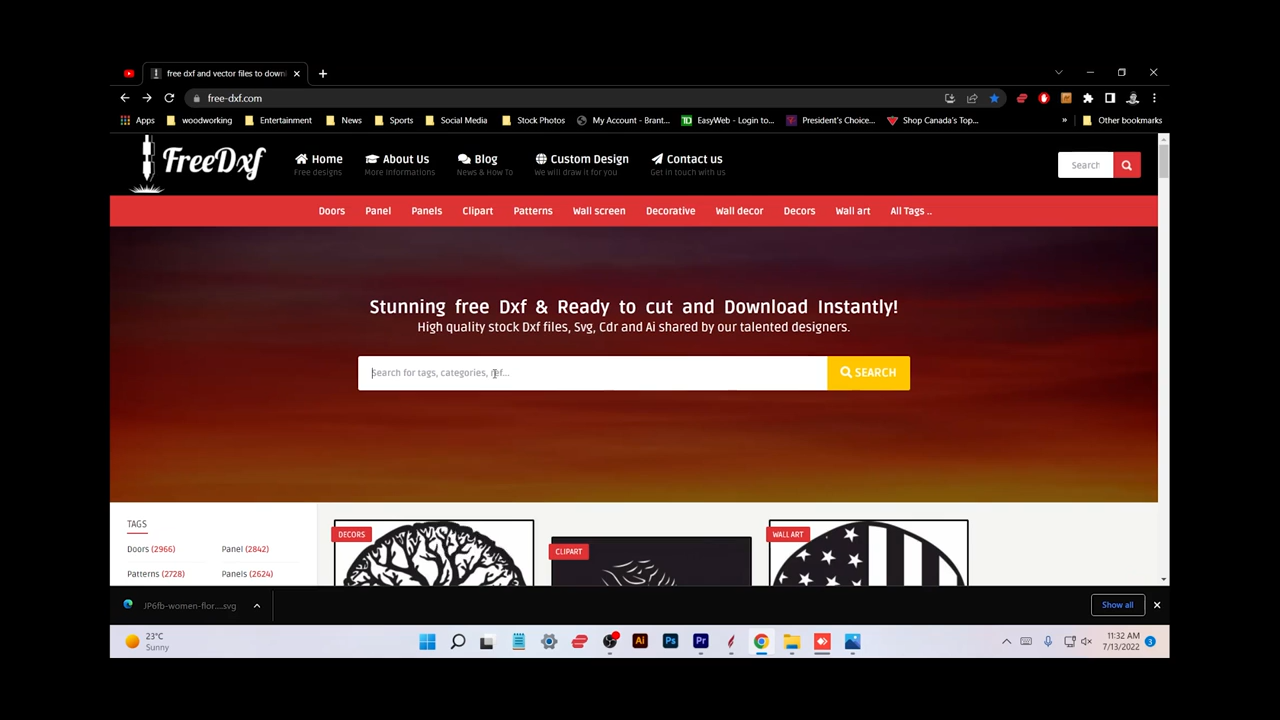 free dxf and vector files to down
free-dxf.com
Apps woodworking Entertainment News Sports Social Media Stock Photos My Account - Brant... EasyWeb - Login to... President's Choice... Shop Canada's Top... » Other bookmarks
FreeDxf
Home About Us Blog Custom Design Contact us
Free designs More Informations News & How To We will draw it for you Get in touch with us
Search
Doors Panel Panels Clipart Patterns Wall screen Decorative Wall decor Decors Wall art All Tags ..
Stunning free Dxf & Ready to cut and Download Instantly!
High quality stock Dxf files, Svg, Cdr and Ai shared by our talented designers.
Search for tags, categories, ref... SEARCH
TAGS
DECORS
CLIPART
WALL ART
Doors (2966) Panel (2842)
Patterns (2728) Panels (2624)
JP6fb-women-flor....svg Show all
23°C
Sunny
Ai Ps Pr
11:32 AM
7/13/2022 3